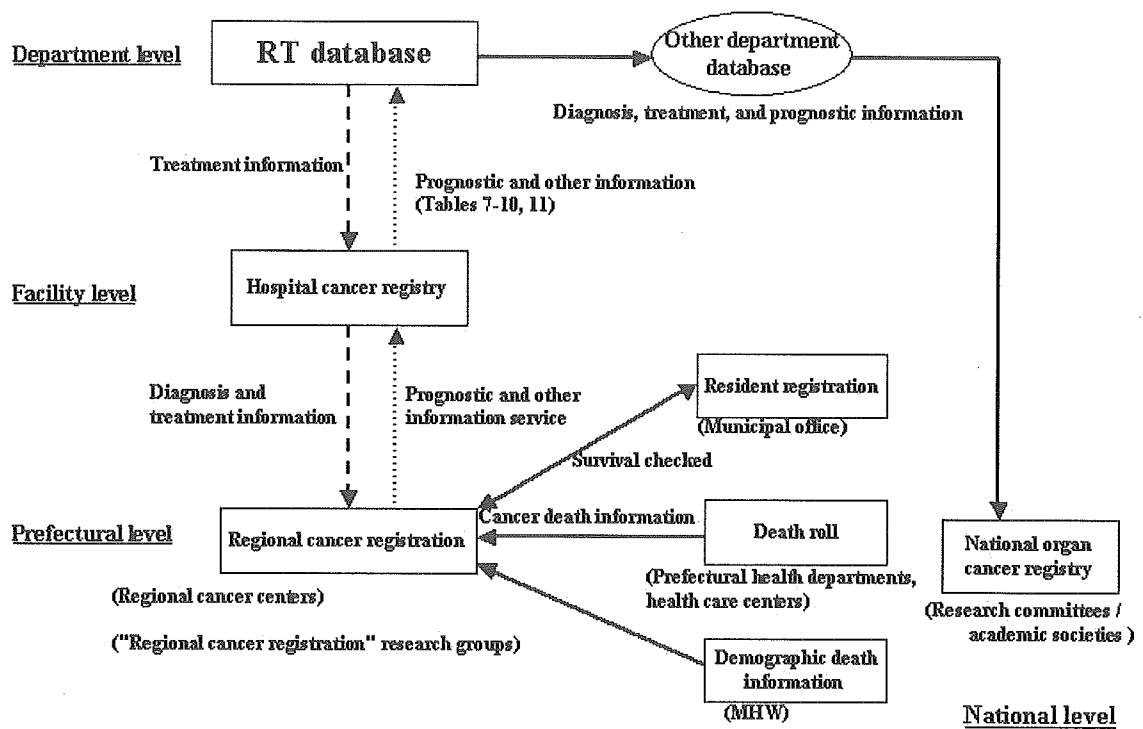 Department level
RT database
Other department
database
Diagnosis, treatment, and prognostic information
Treatment information
Prognostic and other information
(Tables 7-10, 11)
Facility level
Hospital cancer registry
Diagnosis and
treatment information
Prognostic and other
information service
Resident registration
(Municipal office)
Survival checked
Prefectural level
Regional cancer registration
Cancer death information
Death roll
National organ
cancer registry
(Regional cancer centers)
(Prefectural health departments,
health care centers)
(Research committees /
academic societies )
("Regional cancer registration" research groups)
Demographic death
information
(MHW)
National level